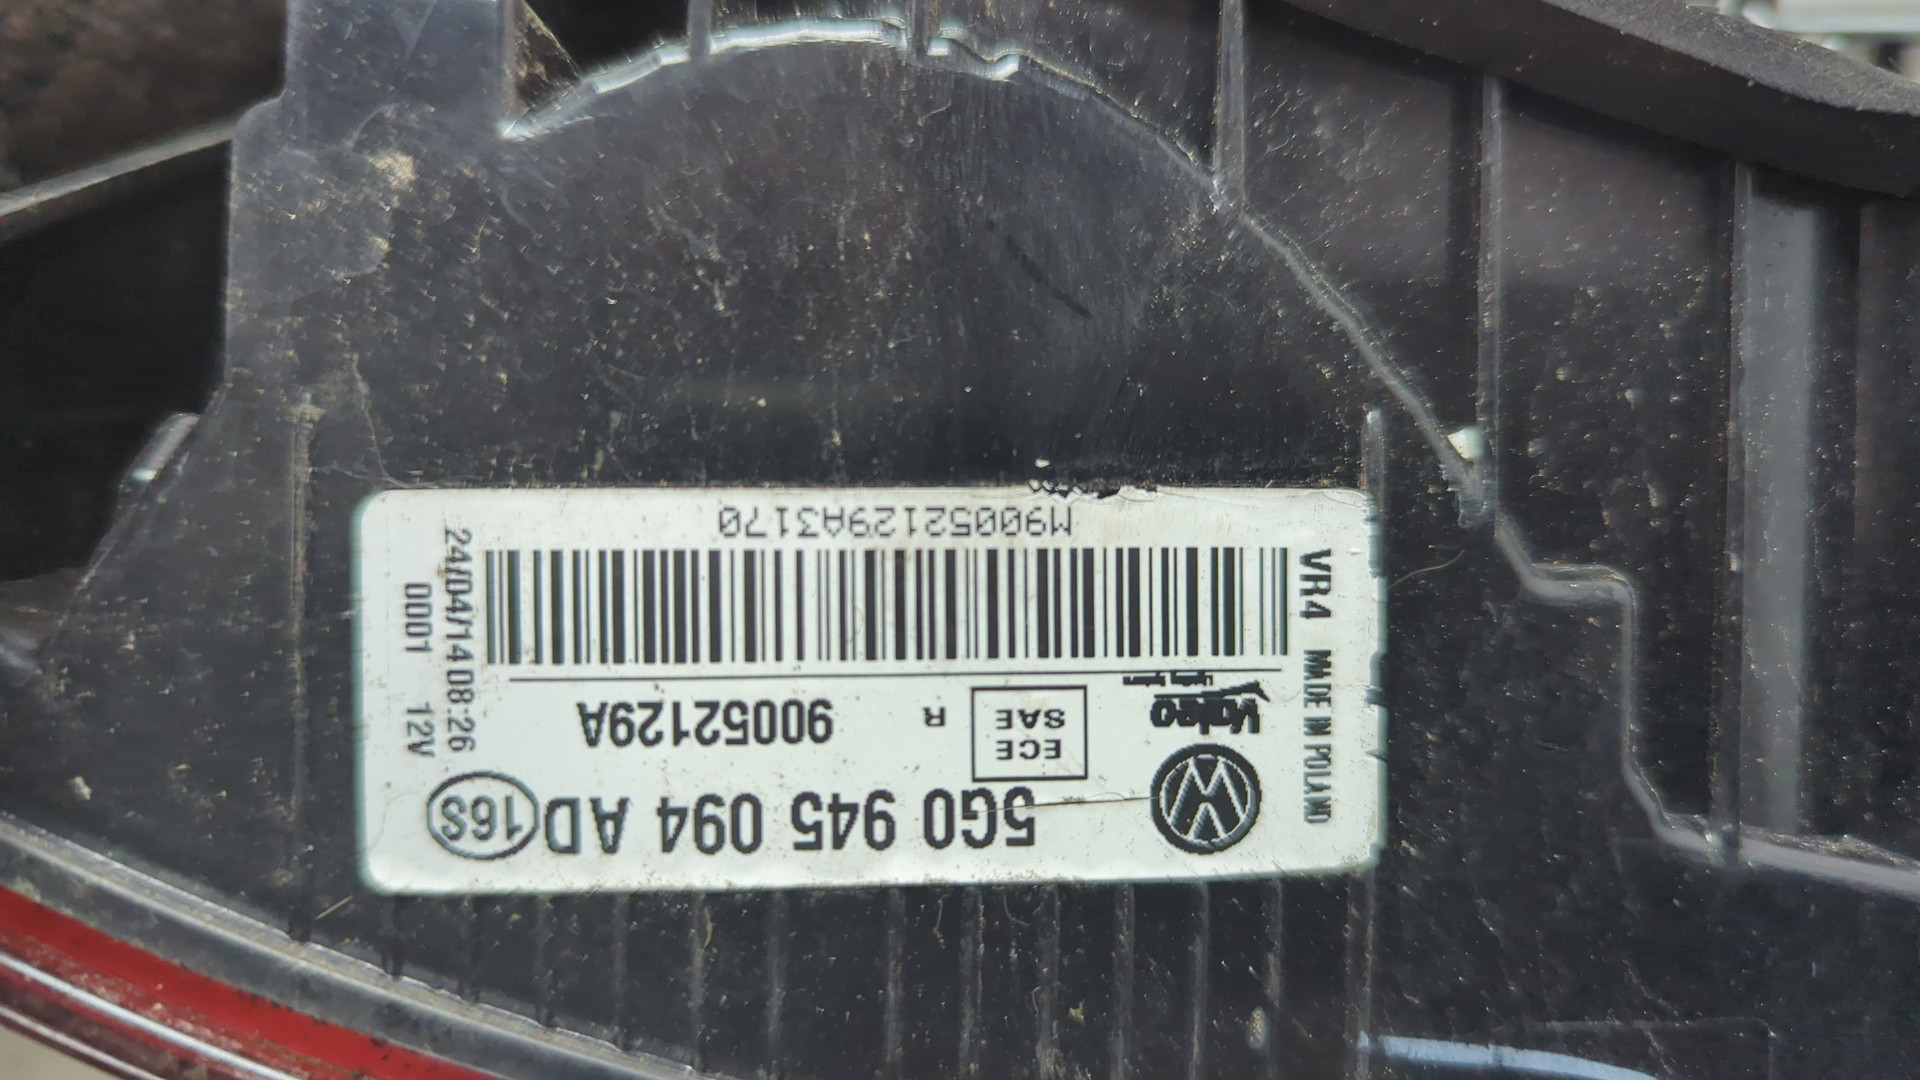 5G0 945 094 AD 16S
ECE
SAE
R
90052129A
Valeo
M90052129A3170
VR4 MADE IN POLAND
24/04/14 08:26
0001 12V